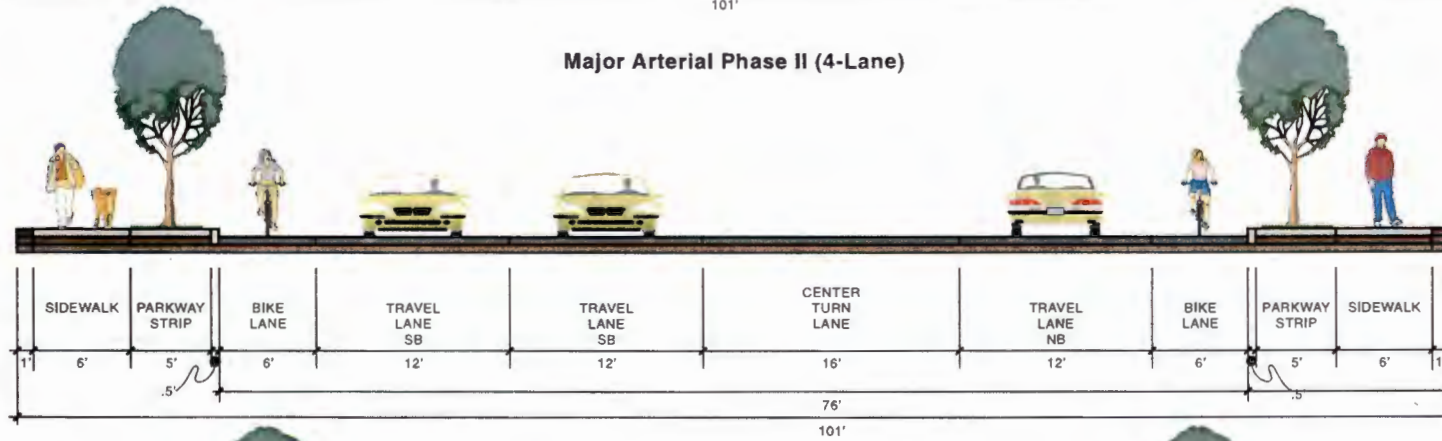 101'
Major Arterial Phase II (4-Lane)
SIDEWALK
PARKWAY
STRIP
BIKE
LANE
TRAVEL
LANE
SB
TRAVEL
LANE
SB
CENTER
TURN
LANE
TRAVEL
LANE
NB
BIKE
LANE
PARKWAY
STRIP
SIDEWALK
1' 6' 5' 6' 12' 12' 16' 12' 6' 5' 6' 1
.5' .5'
76'
101'